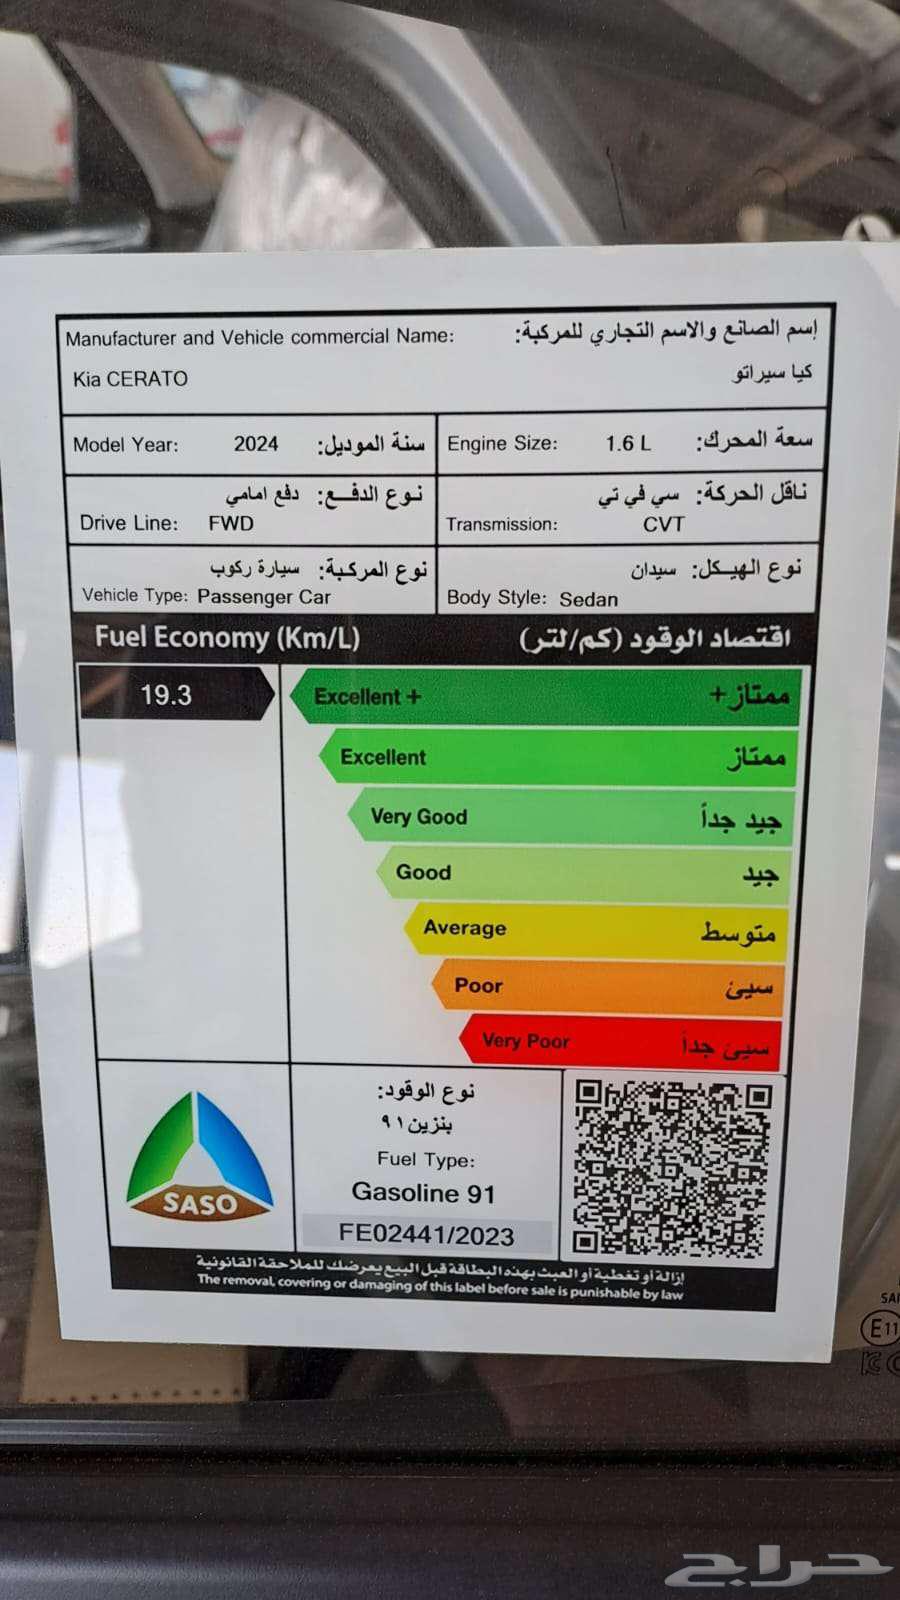 Manufacturer and Vehicle commercial Name: إسم الصانع والاسم التجاري للمركبة:
Kia CERATO كيا سيراتو
Model Year: 2024 سنة الموديل:
Engine Size: 1.6 L سعة المحرك:
نوع الدفع: دفع امامي
Drive Line: FWD
ناقل الحركة: سي في تي
Transmission: CVT
نوع المركبة: سيارة ركوب
Vehicle Type: Passenger Car
نوع الهيكل: سيدان
Body Style: Sedan
Fuel Economy (Km/L) اقتصاد الوقود (كم/لتر)
19.3
Excellent + ممتاز+
Excellent ممتاز
Very Good جيد جداً
Good جيد
Average متوسط
Poor سيئ
Very Poor سيئ جداً
SASO
نوع الوقود:
بنزين ٩١
Fuel Type:
Gasoline 91
FE02441/2023
إزالة أو تغطية أو العبث بهذه البطاقة قبل البيع يعرضك للملاحقة القانونية
The removal, covering or damaging of this label before sale is punishable by law
E11
حراج